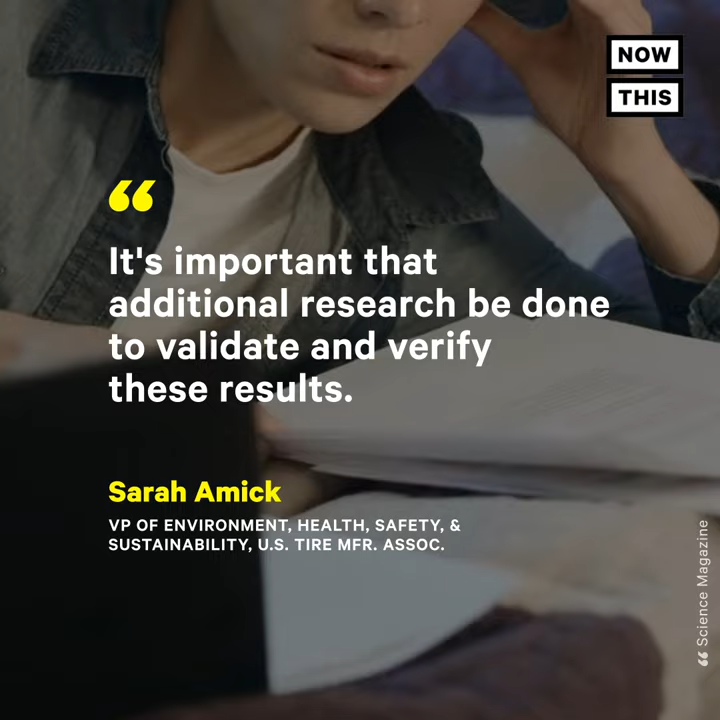 NOW
THIS
“
It's important that
additional research be done
to validate and verify
these results.
Sarah Amick
VP OF ENVIRONMENT, HEALTH, SAFETY, &
SUSTAINABILITY, U.S. TIRE MFR. ASSOC.
“ Science Magazine